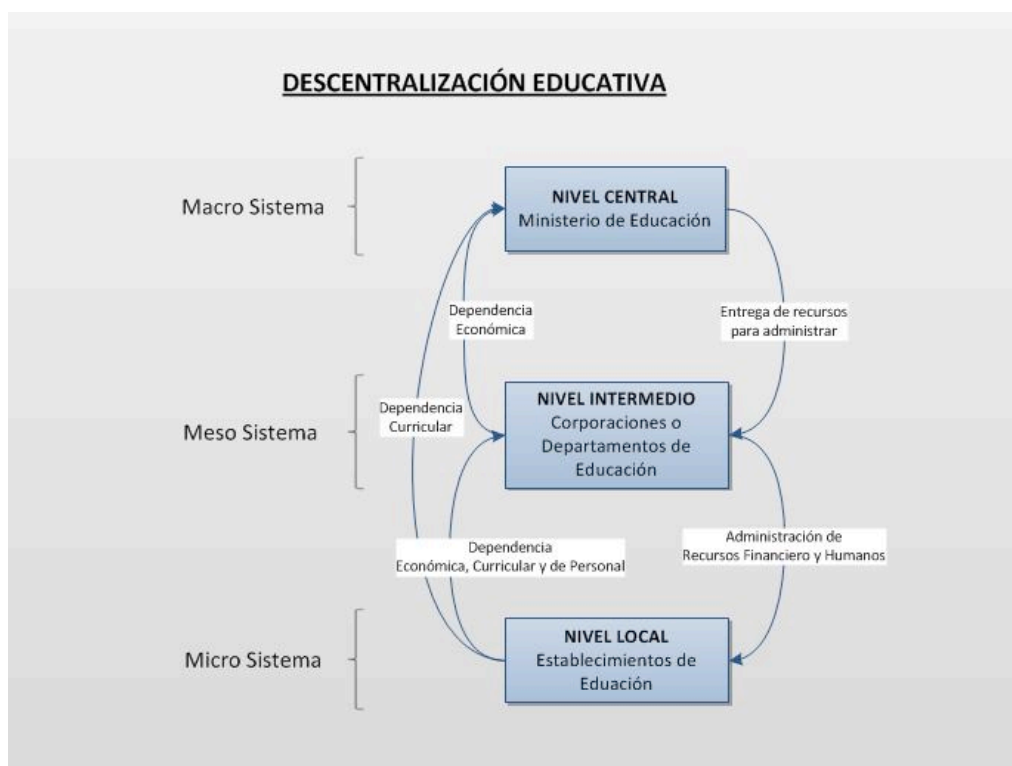 DESCENTRALIZACIÓN EDUCATIVA
Macro Sistema
NIVEL CENTRAL
Ministerio de Educación
Dependencia
Económica
Entrega de recursos
para administrar
Meso Sistema
Dependencia
Curricular
NIVEL INTERMEDIO
Corporaciones o
Departamentos de
Educación
Dependencia
Económica, Curricular y de Personal
Administración de
Recursos Financiero y Humanos
Micro Sistema
NIVEL LOCAL
Establecimientos de
Eduación